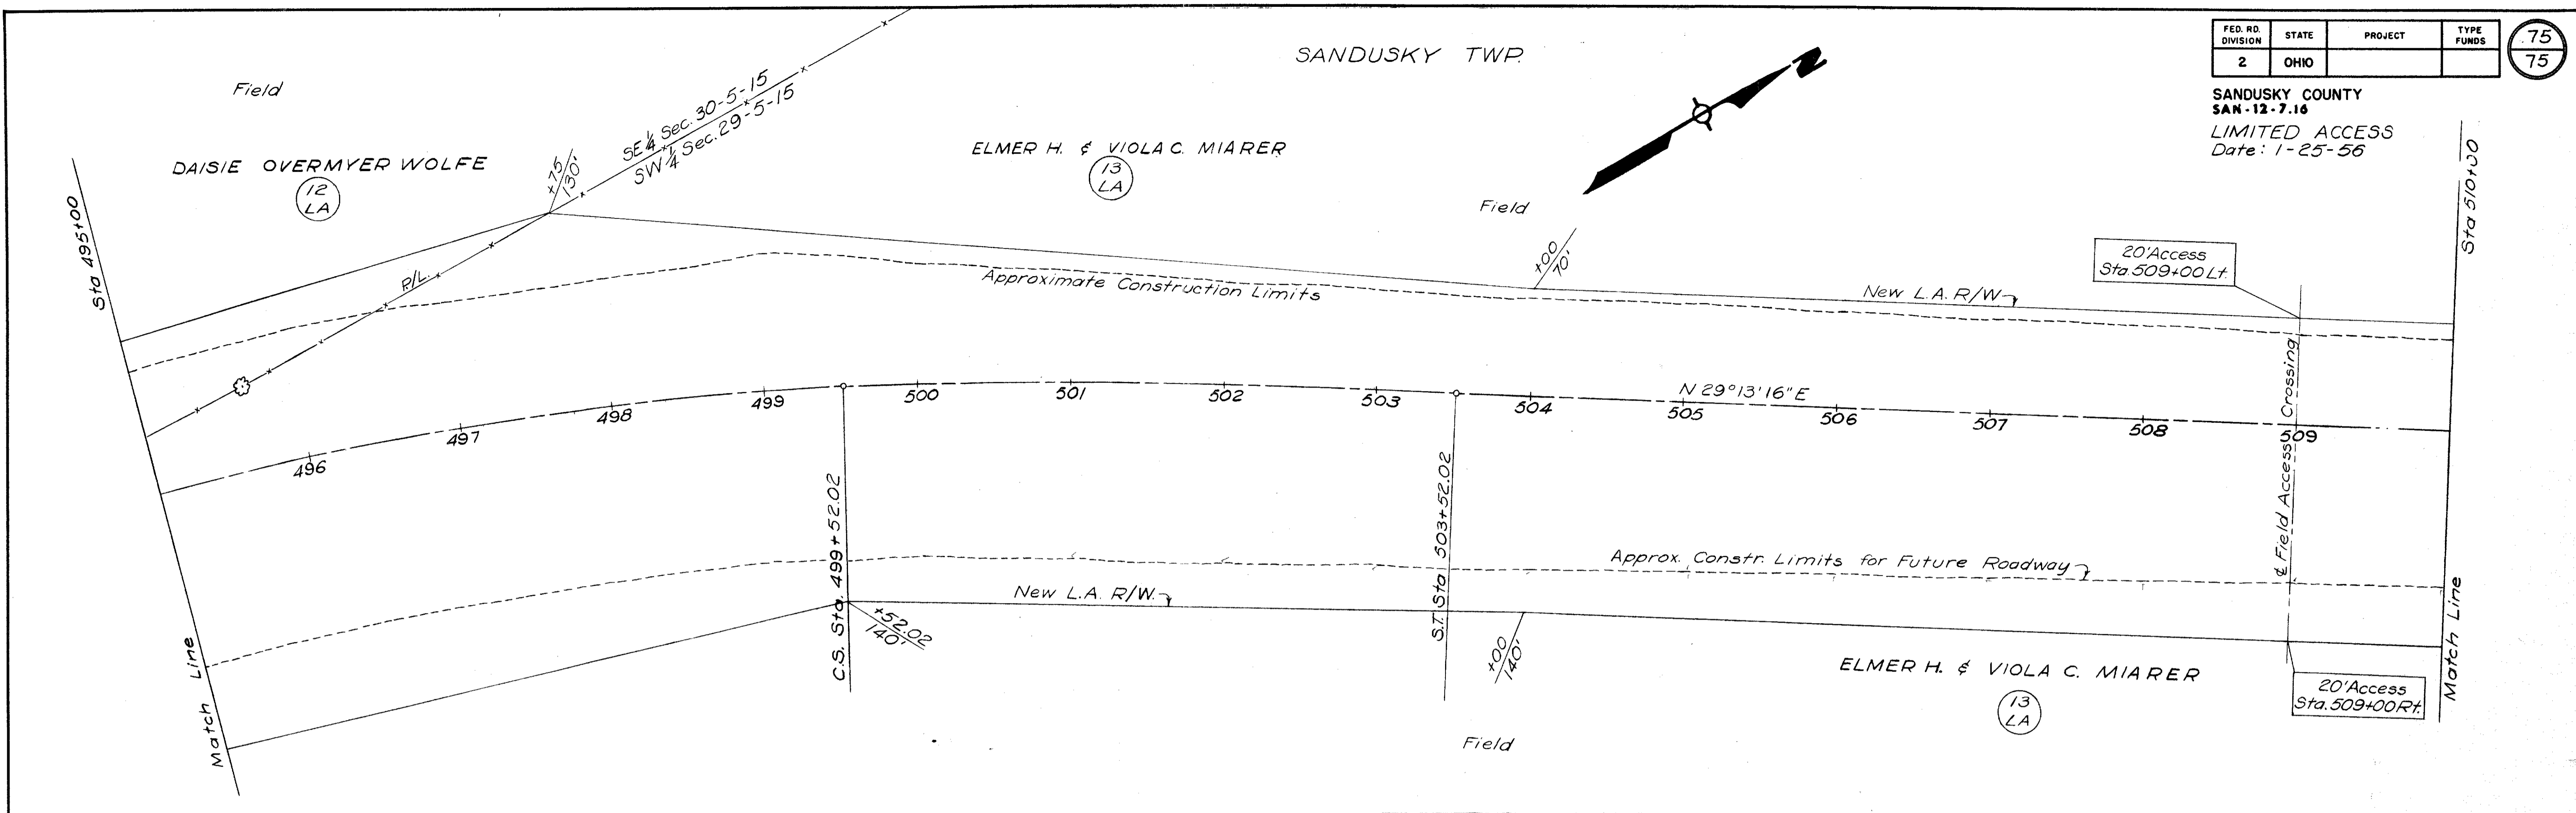 FED. RD. DIVISION
STATE
PROJECT
TYPE FUNDS
2
OHIO
75
75
SANDUSKY COUNTY
SAN-12-7.16
LIMITED ACCESS
Date: 1-25-56
SANDUSKY TWP.
N
Field
DAISIE OVERMYER WOLFE
12
LA
SE 1/4 Sec. 30-5-15
SW 1/4 Sec. 29-5-15
+75
130'
ELMER H. & VIOLA C. MIARER
13
LA
Field
Sta 495+00
P/L
Approximate Construction Limits
+00
70'
New L.A. R/W
20' Access
Sta. 509+00 Lt.
Sta 510+00
496
497
498
499
500
501
502
503
504
505
506
507
508
509
N 29°13'16" E
℄ Field Access Crossing
C.S. Sta. 499+52.02
S.T. Sta 503+52.02
Approx. Constr. Limits for Future Roadway
New L.A. R/W
+52.02
140'
+00
140'
ELMER H. & VIOLA C. MIARER
13
LA
20' Access
Sta. 509+00 Rt.
Match Line
Match Line
Field